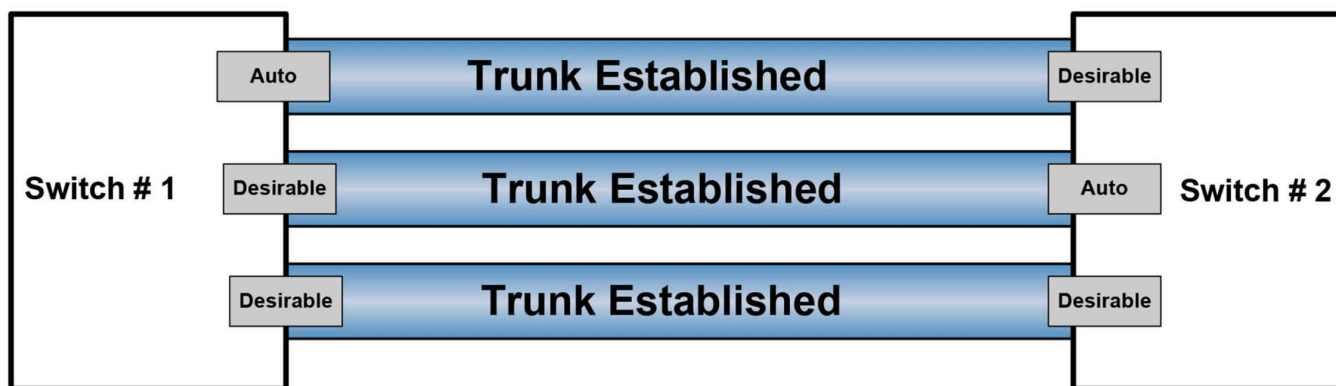 Auto
Trunk Established
Desirable
Switch # 1
Desirable
Trunk Established
Auto
Switch # 2
Desirable
Trunk Established
Desirable